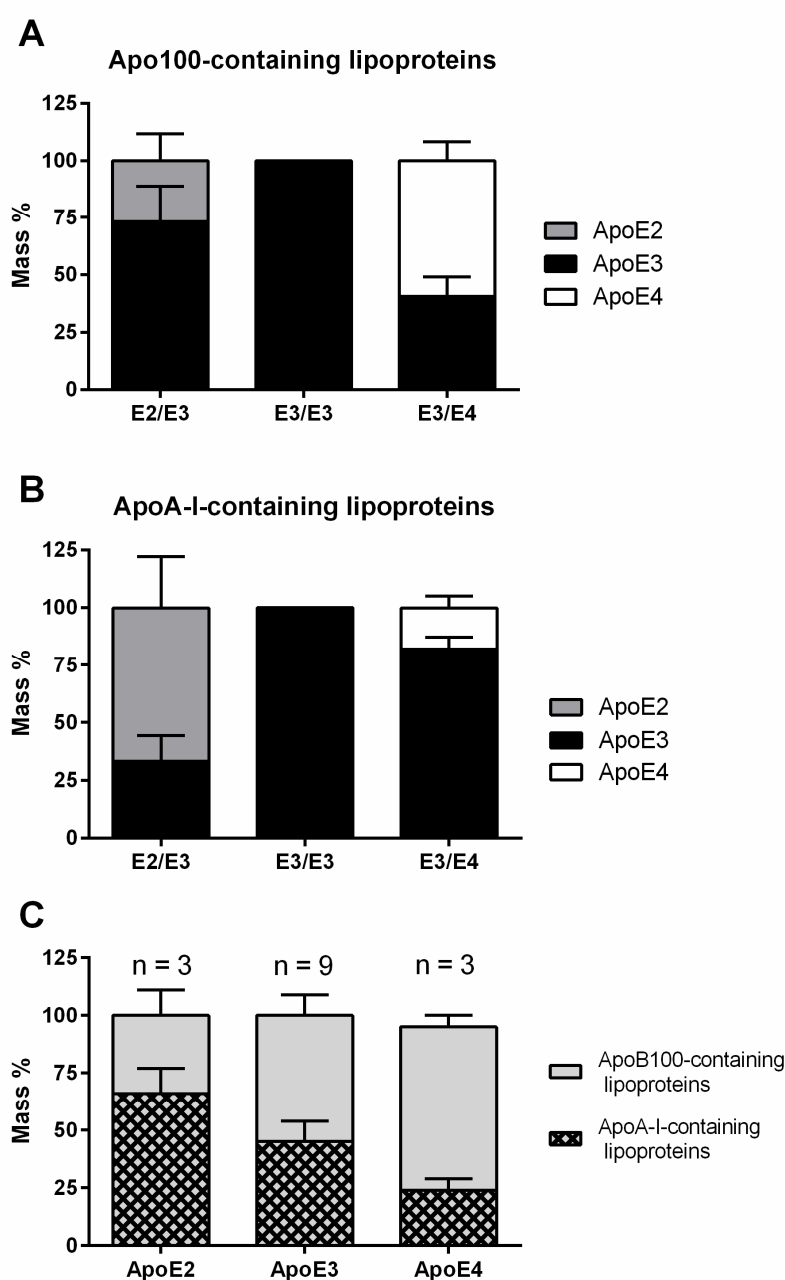 A
Apo100-containing lipoproteins
Mass %
125
100
75
50
25
0
E2/E3
E3/E3
E3/E4
ApoE2
ApoE3
ApoE4
B
ApoA-I-containing lipoproteins
Mass %
125
100
75
50
25
0
E2/E3
E3/E3
E3/E4
ApoE2
ApoE3
ApoE4
C
Mass %
125
100
75
50
25
0
n = 3
n = 9
n = 3
ApoE2
ApoE3
ApoE4
ApoB100-containing
lipoproteins
ApoA-I-containing
lipoproteins